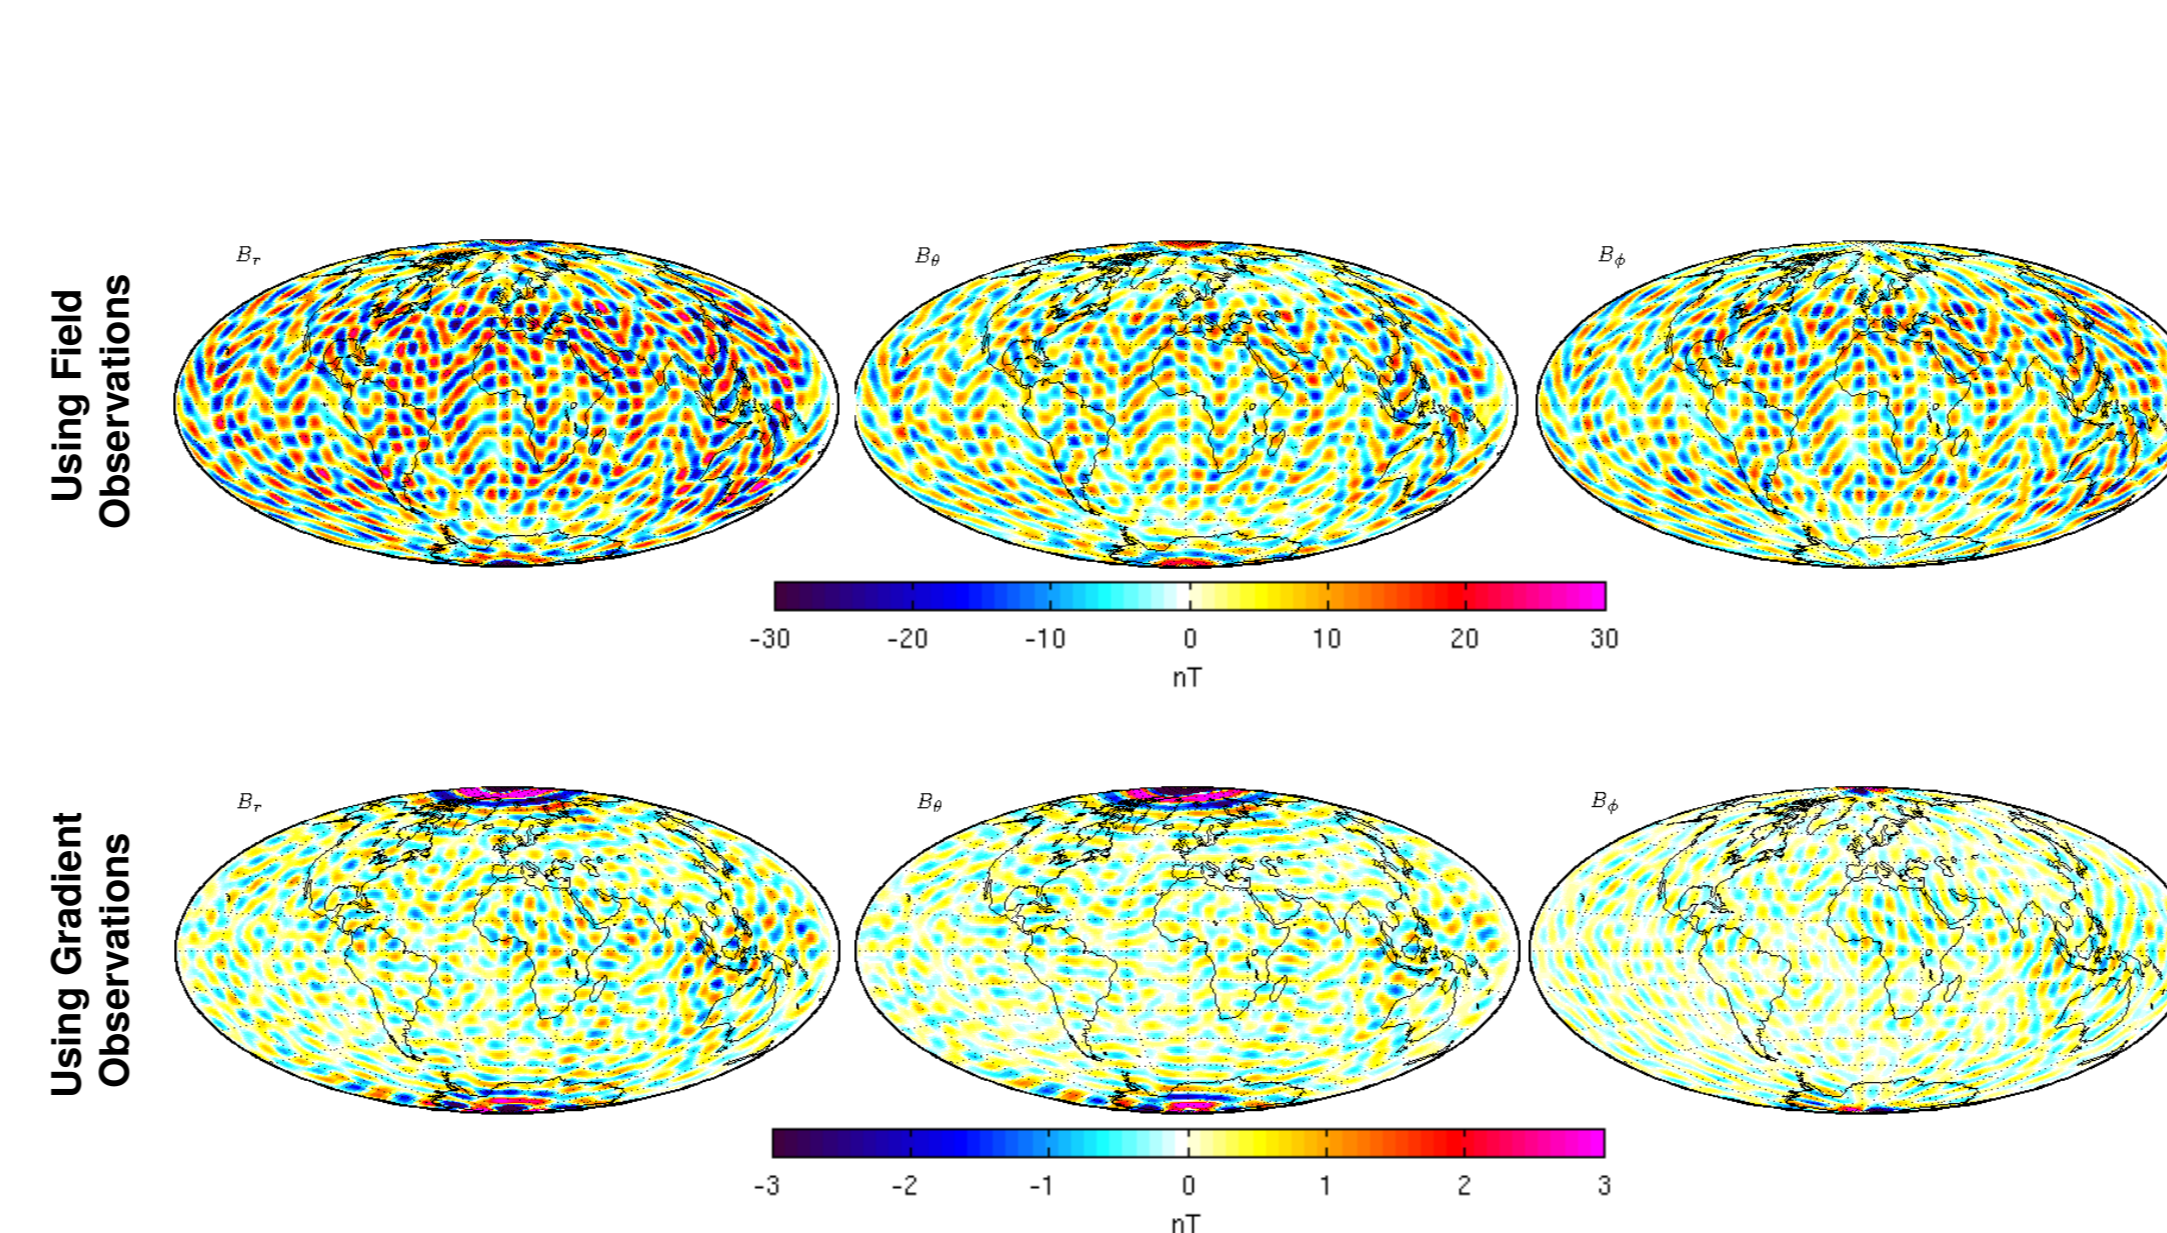 Using Field
Observations
B_r
B_θ
B_ϕ
-30 -20 -10 0 10 20 30
nT
Using Gradient
Observations
B_r
B_θ
B_ϕ
-3 -2 -1 0 1 2 3
nT